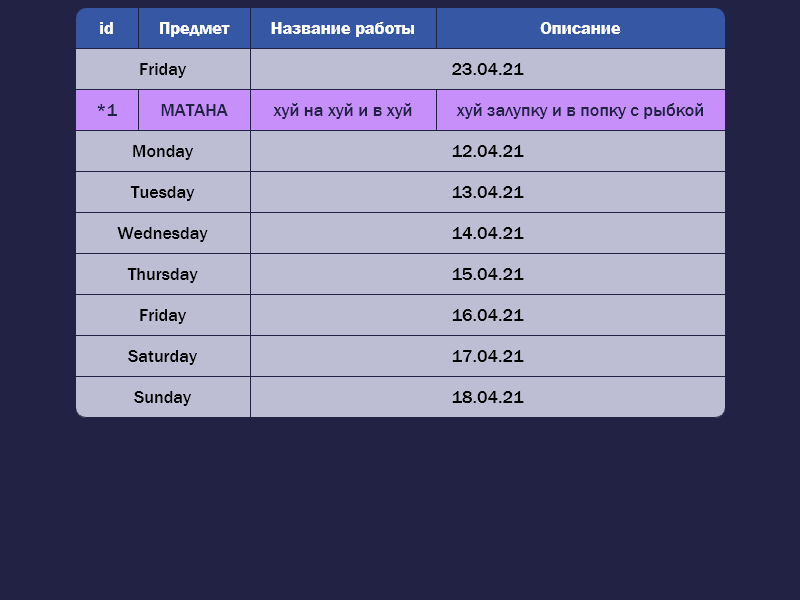 id Предмет Название работы Описание
Friday 23.04.21
*1 МАТАНА хуй на хуй и в хуй хуй залупку и в попку с рыбкой
Monday 12.04.21
Tuesday 13.04.21
Wednesday 14.04.21
Thursday 15.04.21
Friday 16.04.21
Saturday 17.04.21
Sunday 18.04.21